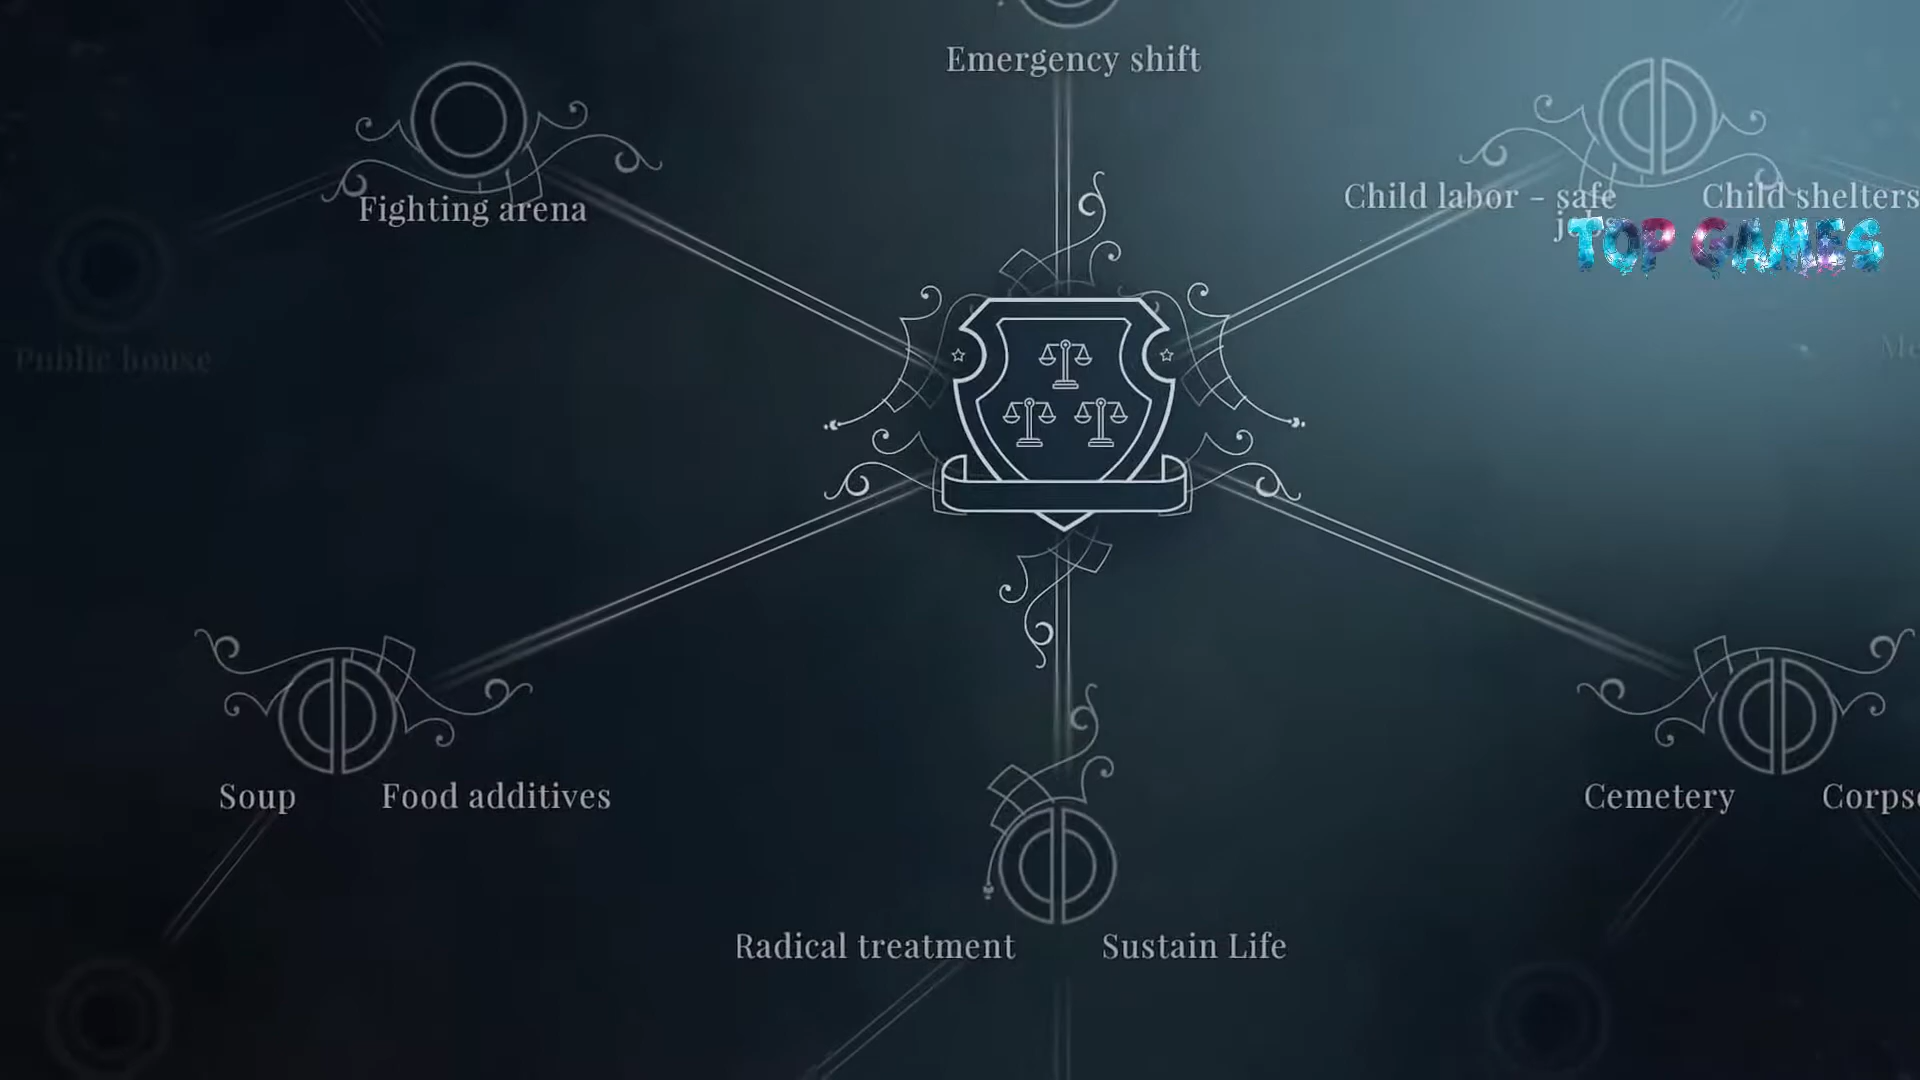 Emergency shift
Fighting arena
Child labor – safe
Child shelters
TOP GAMES
Public house
Soup
Food additives
Cemetery
Radical treatment
Sustain Life